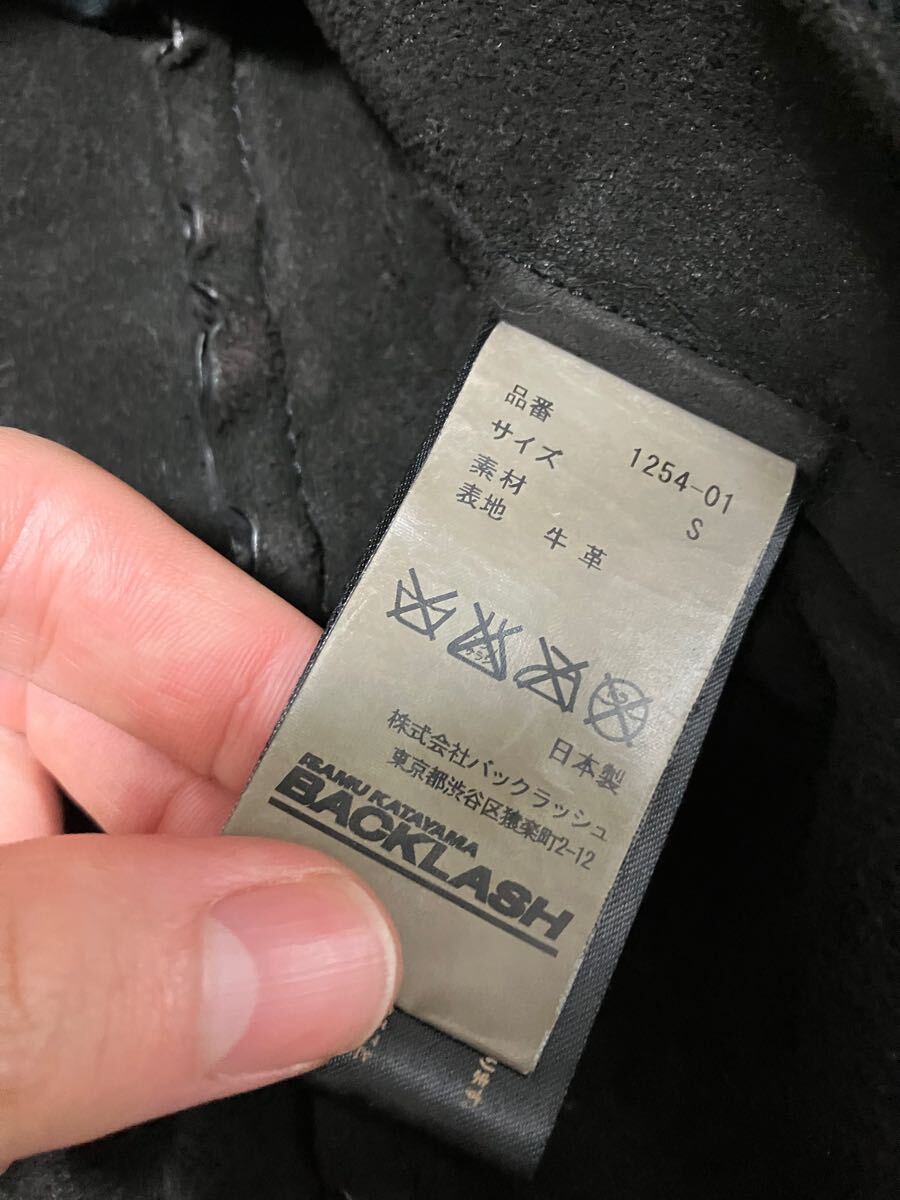 品番 1254-01
サイズ S
素材
表地 牛革
日本製
株式会社バックラッシュ
東京都渋谷区猿楽町2-12
ISAMU KATAYAMA
BACKLASH